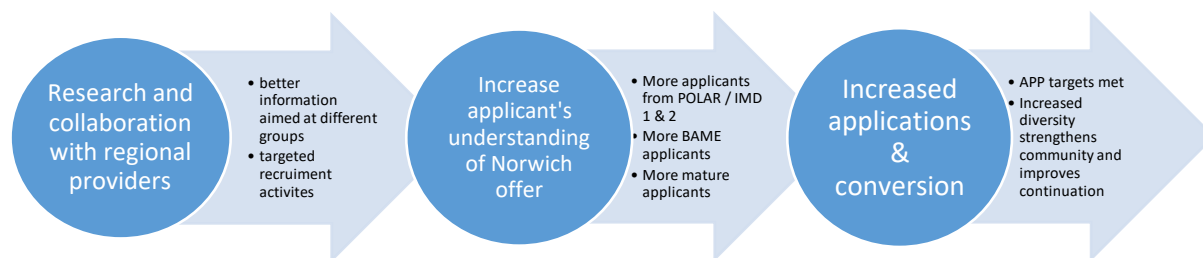 Research and
collaboration
with regional
providers
• better
information
aimed at different
groups
• targeted
recruiment
activites
Increase
applicant's
understanding
of Norwich
offer
• More applicants
from POLAR / IMD
1 & 2
• More BAME
applicants
• More mature
applicants
Increased
applications
&
conversion
• APP targets met
• Increased
diversity
strengthens
community and
improves
continuation